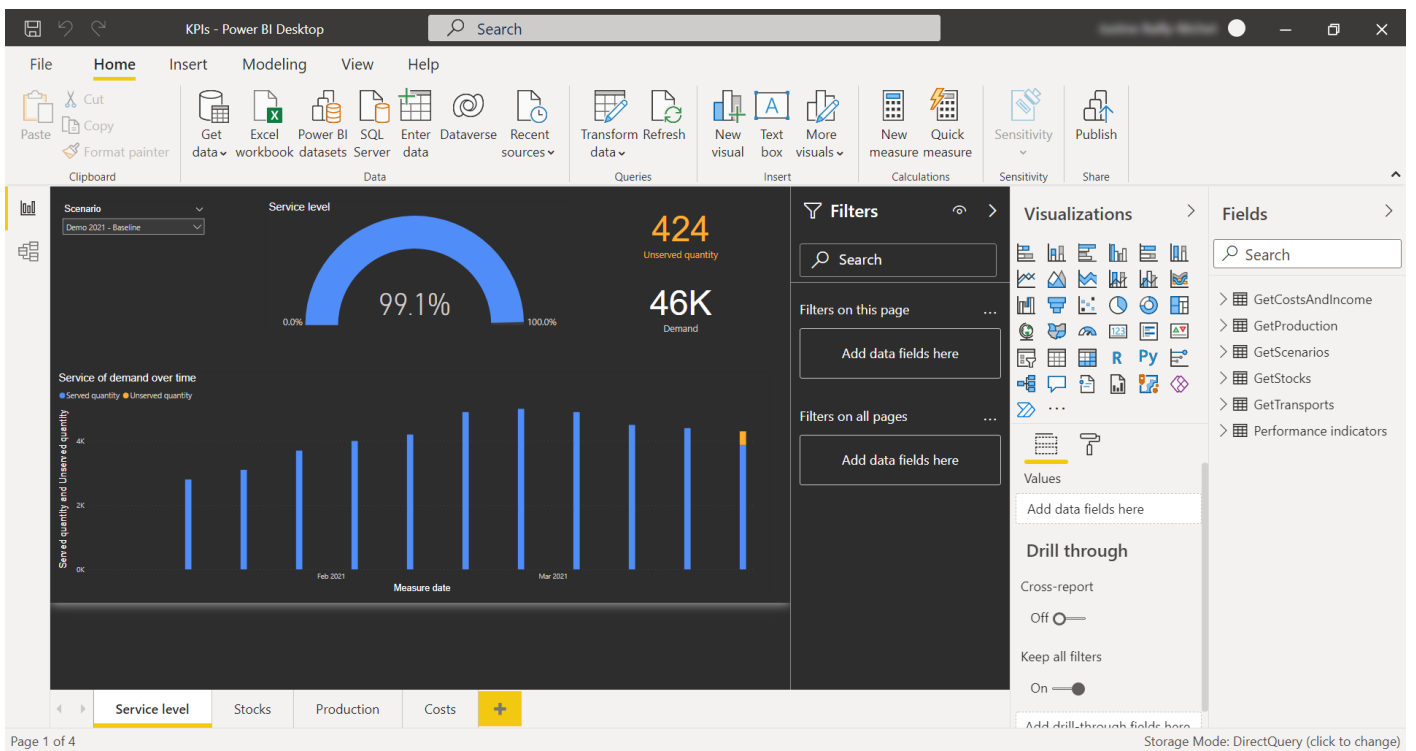 KPIs - Power BI Desktop
Search
File Home Insert Modeling View Help
Paste
Cut
Copy
Format painter
Clipboard
Get data
Excel workbook
Power BI datasets
SQL Server
Enter data
Dataverse
Recent sources
Data
Transform data
Refresh
Queries
New visual
Text box
More visuals
Insert
New measure
Quick measure
Calculations
Sensitivity
Sensitivity
Publish
Share
Scenario
Demo 2021 - Baseline
Service level
99.1%
0.0%
100.0%
424
Unserved quantity
46K
Demand
Service of demand over time
Served quantity Unserved quantity
Served quantity and Unserved quantity
4K
2K
0K
Feb 2021 Mar 2021
Measure date
Filters
Search
Filters on this page ...
Add data fields here
Filters on all pages ...
Add data fields here
Visualizations
123
R Py
...
Values
Add data fields here
Drill through
Cross-report
Off
Keep all filters
On
Add drill-through fields here
Fields
Search
GetCostsAndIncome
GetProduction
GetScenarios
GetStocks
GetTransports
Performance indicators
Service level Stocks Production Costs +
Page 1 of 4
Storage Mode: DirectQuery (click to change)